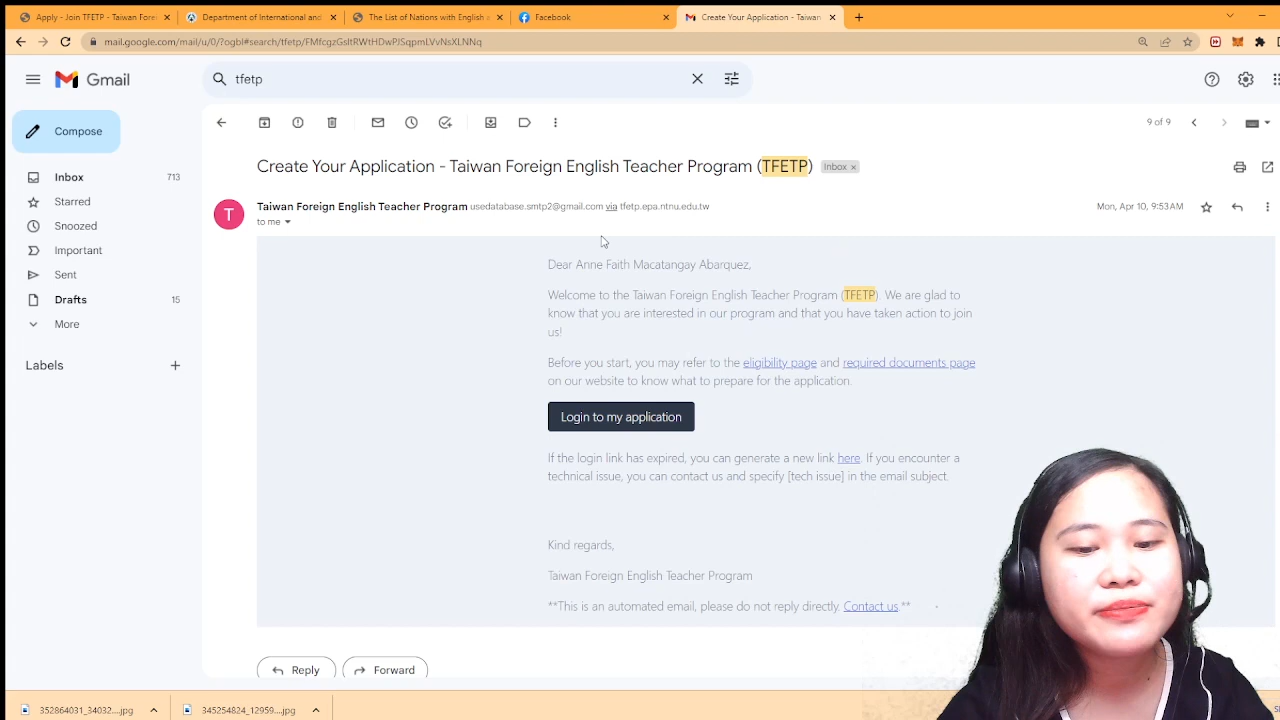 Apply - Join TFETP - Taiwan Forei
Department of International and
The List of Nations with English a
Facebook
Create Your Application - Taiwan
mail.google.com/mail/u/0/?ogbl#search/tfetp/FMfcgzGsltRWtHDwPJSqpmLVvNsXLNNq
Gmail
tfetp
Compose
9 of 9
Create Your Application - Taiwan Foreign English Teacher Program (TFETP)
Inbox ×
Inbox 713
Starred
Snoozed
Important
Sent
Drafts 15
More
Labels
T
Taiwan Foreign English Teacher Program usedatabase.smtp2@gmail.com via tfetp.epa.ntnu.edu.tw
Mon, Apr 10, 9:53 AM
to me
Dear Anne Faith Macatangay Abarquez,
Welcome to the Taiwan Foreign English Teacher Program (TFETP). We are glad to
know that you are interested in our program and that you have taken action to join
us!
Before you start, you may refer to the eligibility page and required documents page
on our website to know what to prepare for the application.
Login to my application
If the login link has expired, you can generate a new link here. If you encounter a
technical issue, you can contact us and specify [tech issue] in the email subject.
Kind regards,
Taiwan Foreign English Teacher Program
**This is an automated email, please do not reply directly. Contact us.**
Reply
Forward
352864031_34032....jpg
345254824_12959....jpg